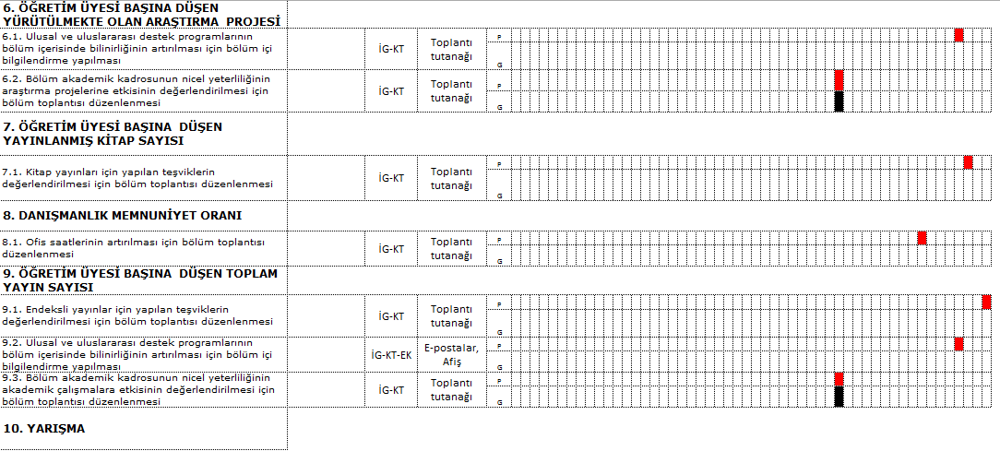 6. ÖĞRETİM ÜYESİ BAŞINA DÜŞEN
YÜRÜTÜLMEKTE OLAN ARAŞTIRMA PROJESİ
6.1. Ulusal ve uluslararası destek programlarının
bölüm içerisinde bilinirliğinin artırılması için bölüm içi
bilgilendirme yapılması
İG-KT
Toplantı
tutanağı
P
G
6.2. Bölüm akademik kadrosunun nicel yeterliliğinin
araştırma projelerine etkisinin değerlendirilmesi için
bölüm toplantısı düzenlenmesi
İG-KT
Toplantı
tutanağı
P
G
7. ÖĞRETİM ÜYESİ BAŞINA DÜŞEN
YAYINLANMIŞ KİTAP SAYISI
7.1. Kitap yayınları için yapılan teşviklerin
değerlendirilmesi için bölüm toplantısı düzenlenmesi
İG-KT
Toplantı
tutanağı
P
G
8. DANIŞMANLIK MEMNUNİYET ORANI
8.1. Ofis saatlerinin artırılması için bölüm toplantısı
düzenlenmesi
İG-KT
Toplantı
tutanağı
P
G
9. ÖĞRETİM ÜYESİ BAŞINA DÜŞEN TOPLAM
YAYIN SAYISI
9.1. Endeksli yayınlar için yapılan teşviklerin
değerlendirilmesi için bölüm toplantısı düzenlenmesi
İG-KT
Toplantı
tutanağı
P
G
9.2. Ulusal ve uluslararası destek programlarının
bölüm içerisinde bilinirliğinin artırılması için bölüm içi
bilgilendirme yapılması
İG-KT-EK
E-postalar,
Afiş
P
G
9.3. Bölüm akademik kadrosunun nicel yeterliliğinin
akademik çalışmalara etkisinin değerlendirilmesi için
bölüm toplantısı düzenlenmesi
İG-KT
Toplantı
tutanağı
P
G
10. YARIŞMA